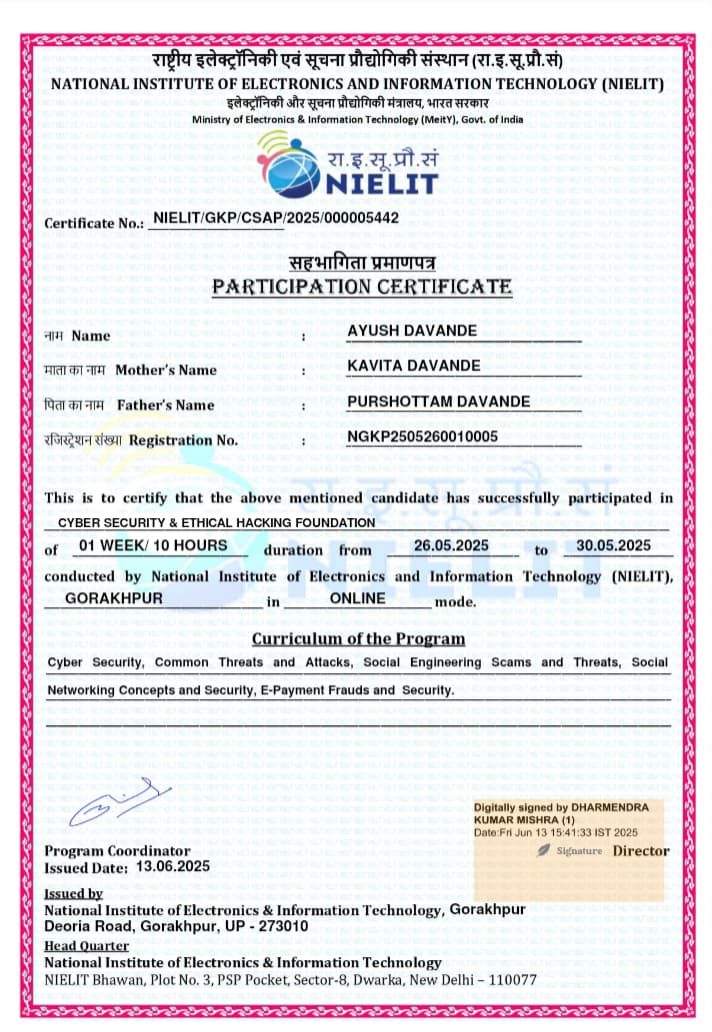 राष्ट्रीय इलेक्ट्रॉनिकी एवं सूचना प्रौद्योगिकी संस्थान (रा.इ.सू.प्रौ.सं)
NATIONAL INSTITUTE OF ELECTRONICS AND INFORMATION TECHNOLOGY (NIELIT)
इलेक्ट्रॉनिकी और सूचना प्रौद्योगिकी मंत्रालय, भारत सरकार
Ministry of Electronics & Information Technology (MeitY), Govt. of India
रा.इ.सू.प्रौ.सं
NIELIT
Certificate No.: NIELIT/GKP/CSAP/2025/000005442
सहभागिता प्रमाणपत्र
PARTICIPATION CERTIFICATE
नाम Name : AYUSH DAVANDE
माता का नाम Mother's Name : KAVITA DAVANDE
पिता का नाम Father's Name : PURSHOTTAM DAVANDE
रजिस्ट्रेशन संख्या Registration No. : NGKP2505260010005
This is to certify that the above mentioned candidate has successfully participated in
CYBER SECURITY & ETHICAL HACKING FOUNDATION
of 01 WEEK/ 10 HOURS duration from 26.05.2025 to 30.05.2025
conducted by National Institute of Electronics and Information Technology (NIELIT),
GORAKHPUR in ONLINE mode.
Curriculum of the Program
Cyber Security, Common Threats and Attacks, Social Engineering Scams and Threats, Social
Networking Concepts and Security, E-Payment Frauds and Security.
Digitally signed by DHARMENDRA
KUMAR MISHRA (1)
Date:Fri Jun 13 15:41:33 IST 2025
Signature Director
Program Coordinator
Issued Date: 13.06.2025
Issued by
National Institute of Electronics & Information Technology, Gorakhpur
Deoria Road, Gorakhpur, UP - 273010
Head Quarter
National Institute of Electronics & Information Technology
NIELIT Bhawan, Plot No. 3, PSP Pocket, Sector-8, Dwarka, New Delhi – 110077